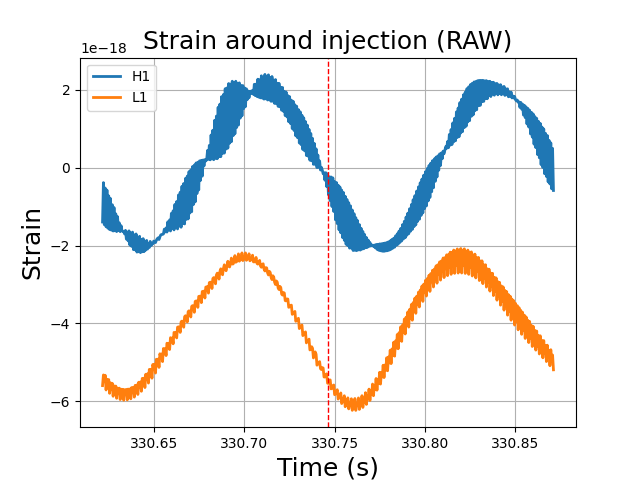 Strain around injection (RAW)
1e−18
H1
L1
2
0
−2
−4
−6
Strain
330.65 330.70 330.75 330.80 330.85
Time (s)